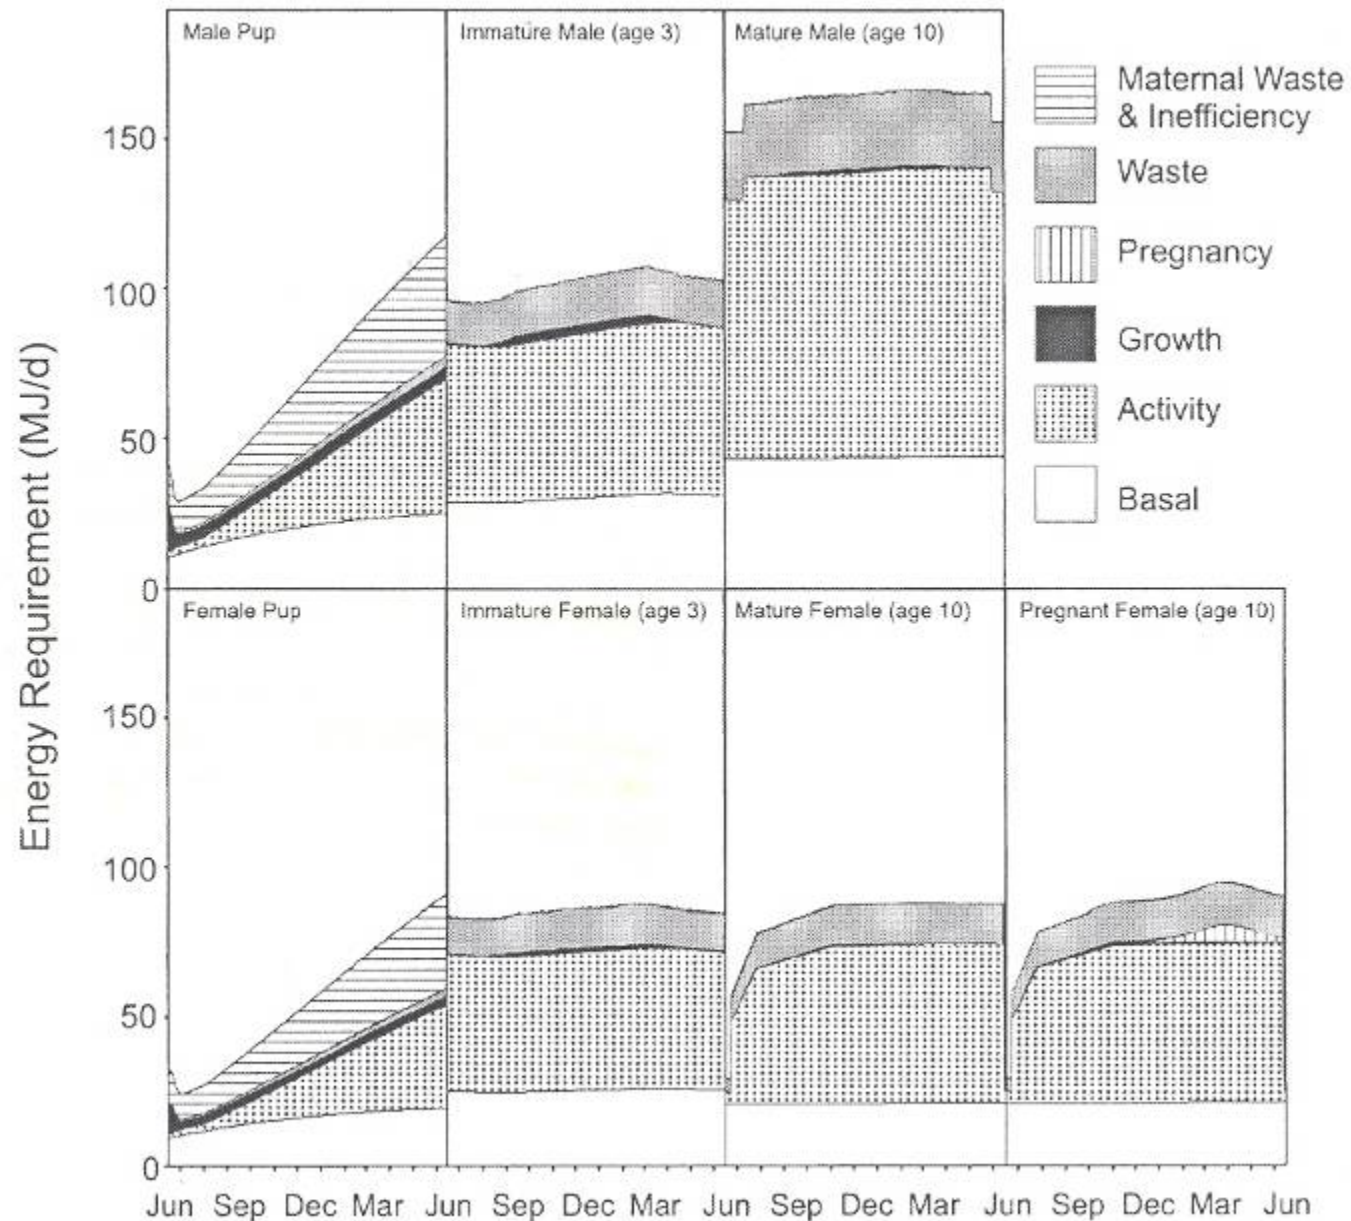 Male Pup
Immature Male (age 3)
Mature Male (age 10)
Maternal Waste
& Inefficiency
Waste
Pregnancy
Growth
Activity
Basal
Energy Requirement (MJ/d)
150
100
50
0
Female Pup
Immature Female (age 3)
Mature Female (age 10)
Pregnant Female (age 10)
150
100
50
0
Jun Sep Dec Mar Jun Sep Dec Mar Jun Sep Dec Mar Jun Sep Dec Mar Jun